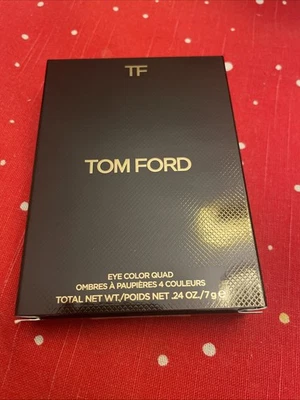 TF
TOM FORD
EYE COLOR QUAD
OMBRES À PAUPIÈRES 4 COULEURS
TOTAL NET WT./POIDS NET .24 OZ./7 g ℮